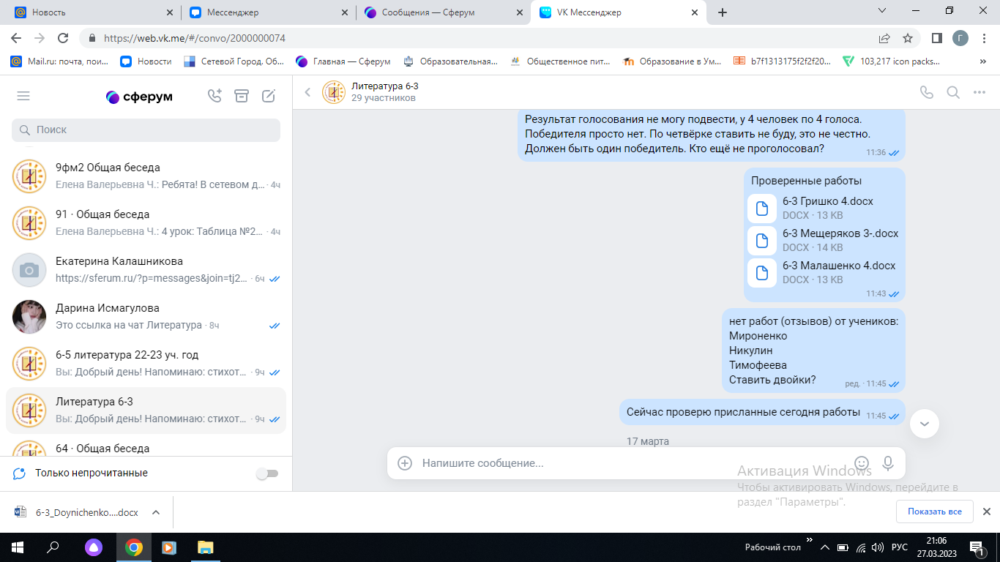 Новость
Мессенджер
Сообщения — Сферум
VK Мессенджер
https://web.vk.me/#/convo/2000000074
Г
Mail.ru: почта, пои...
Новости
Сетевой Город. Об...
Главная — Сферум
Образовательная...
Общественное пит...
Образование в Ум...
b7f1313175f2f2f20...
103,217 icon packs...
сферум
Поиск
9фм2 Общая беседа
Елена Валерьевна Ч.: Ребята! В сетевом д... · 4ч
91 · Общая беседа
Елена Валерьевна Ч.: 4 урок: Таблица №2... · 4ч
Екатерина Калашникова
https://sferum.ru/?p=messages&join=tj2... · 6ч
Дарина Исмагулова
Это ссылка на чат Литература · 8ч
6-5 литература 22-23 уч. год
Вы: Добрый день! Напоминаю: стихот... · 9ч
Литература 6-3
Вы: Добрый день! Напоминаю: стихот... · 9ч
64 · Общая беседа
Только непрочитанные
Литература 6-3
29 участников
Результат голосования не могу подвести, у 4 человек по 4 голоса.
Победителя просто нет. По четвёрке ставить не буду, это не честно.
Должен быть один победитель. Кто ещё не проголосовал?
11:36
Проверенные работы
6-3 Гришко 4.docx
DOCX · 13 KB
6-3 Мещеряков 3-.docx
DOCX · 14 KB
6-3 Малашенко 4.docx
DOCX · 13 KB
11:43
нет работ (отзывов) от учеников:
Мироненко
Никулин
Тимофеева
Ставить двойки?
ред. · 11:45
Сейчас проверю присланные сегодня работы
11:45
17 марта
Напишите сообщение...
Активация Windows
Чтобы активировать Windows, перейдите в
раздел "Параметры".
6-3_Doynichenko....docx
Показать все
Рабочий стол
РУС
21:06
27.03.2023
1